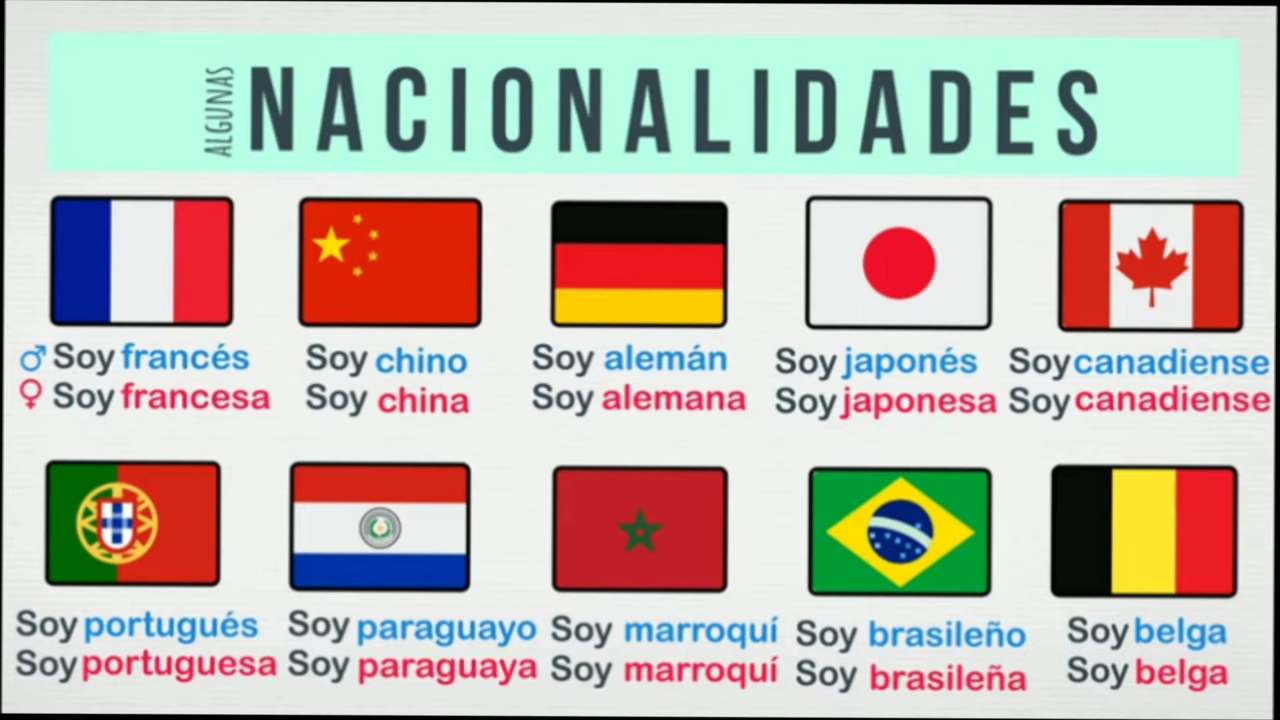 ALGUNAS
NACIONALIDADES
♂ Soy francés
♀ Soy francesa
Soy chino
Soy china
Soy alemán
Soy alemana
Soy japonés
Soy japonesa
Soy canadiense
Soy canadiense
Soy portugués
Soy portuguesa
Soy paraguayo
Soy paraguaya
Soy marroquí
Soy marroquí
Soy brasileño
Soy brasileña
Soy belga
Soy belga